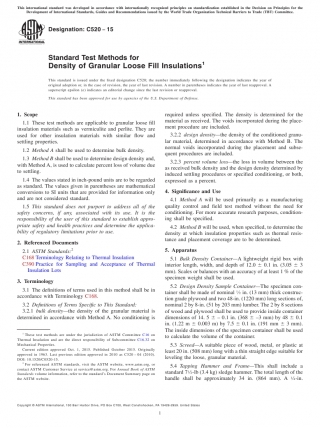 This international standard was developed in accordance with internationally recognized principles on standardization established in the Decision on Principles for the
Development of International Standards, Guides and Recommendations issued by the World Trade Organization Technical Barriers to Trade (TBT) Committee.
Designation: C520 − 15
INTERNATIONAL
Standard Test Methods for
Density of Granular Loose Fill Insulations1
This standard is issued under the fixed designation C520; the number immediately following the designation indicates the year of
original adoption or, in the case of revision, the year of last revision. A number in parentheses indicates the year of last reapproval. A
superscript epsilon (ε) indicates an editorial change since the last revision or reapproval.
This standard has been approved for use by agencies of the U.S. Department of Defense.
1. Scope
1.1 These test methods are applicable to granular loose fill
insulation materials such as vermiculite and perlite. They are
used for other insulation materials with similar flow and
settling properties.
1.2 Method A shall be used to determine bulk density.
1.3 Method B shall be used to determine design density and,
with Method A, is used to calculate percent loss of volume due
to settling.
1.4 The values stated in inch-pound units are to be regarded
as standard. The values given in parentheses are mathematical
conversions to SI units that are provided for information only
and are not considered standard.
1.5 This standard does not purport to address all of the
safety concerns, if any, associated with its use. It is the
responsibility of the user of this standard to establish appro-
priate safety and health practices and determine the applica-
bility of regulatory limitations prior to use.
2. Referenced Documents
2.1 ASTM Standards:2
C168 Terminology Relating to Thermal Insulation
C390 Practice for Sampling and Acceptance of Thermal
Insulation Lots
3. Terminology
3.1 The definitions of terms used in this method shall be in
accordance with Terminology C168.
3.2 Definitions of Terms Specific to This Standard:
3.2.1 bulk density—the density of the granular material is
determined in accordance with Method A. No conditioning is
1 These test methods are under the jurisdiction of ASTM Committee C16 on
Thermal Insulation and are the direct responsibility of Subcommittee C16.32 on
Mechanical Properties.
Current edition approved Oct. 1, 2015. Published October 2015. Originally
approved in 1963. Last previous edition approved in 2010 as C520 – 04 (2010).
DOI: 10.1520/C0520-15.
2 For referenced ASTM standards, visit the ASTM website, www.astm.org, or
contact ASTM Customer Service at service@astm.org. For Annual Book of ASTM
Standards volume information, refer to the standard's Document Summary page on
the ASTM website.
required unless specified. The density is determined for the
material as received. The voids incorporated during the place-
ment procedure are included.
3.2.2 design density—the density of the conditioned granu-
lar material, determined in accordance with Method B. The
normal voids incorporated during the placement and subse-
quent procedures are included.
3.2.3 percent volume loss—the loss in volume between the
as received bulk density and the design density determined by
induced settling procedures or specified conditioning, or both,
expressed as a percent.
4. Significance and Use
4.1 Method A will be used primarily as a manufacturing
quality control and field test method without the need for
conditioning. For more accurate research purposes, condition-
ing shall be specified.
4.2 Method B will be used, when specified, to determine the
density at which insulation properties such as thermal resis-
tance and placement coverage are to be determined.
5. Apparatus
5.1 Bulk Density Container—A lightweight rigid box with
interior length, width, and depth of 12.0 ± 0.1 in. (3.05 ± 3
mm). Scales or balances with an accuracy of at least 1 % of the
specimen weight shall be used.
5.2 Design Density Sample Container—The specimen con-
tainer shall be made of nominal ½ in. (13 mm) thick construc-
tion grade plywood and two 48-in. (1220 mm) long sections of,
nominal 2 by 8-in. (51 by 203 mm) lumber. The 2 by 8 sections
of wood and plywood shall be used to provide inside container
dimensions of 14. 5 ± 0.1 in. (368 ± -3 mm) by 48 ± 0.1
in. (1.22 m ± 0.003 m) by 7.5 ± 0.1 in. (191 mm ± 3 mm).
The inside dimensions of the specimen container shall be used
to calculate the volume of the container.
5.3 Screed—A suitable piece of wood, metal, or plastic at
least 20 in. (508 mm) long with a thin straight edge suitable for
leveling the loose, granular material.
5.4 Tapping Hammer and Frame—This shall include a
standard 7½-lb (3.4 kg) sledge hammer. The total length of the
handle shall be approximately 34 in. (864 mm). A ¼-in.
Copyright © ASTM International, 100 Barr Harbor Drive, PO Box C700, West Conshohocken, PA 19428-2959. United States
1